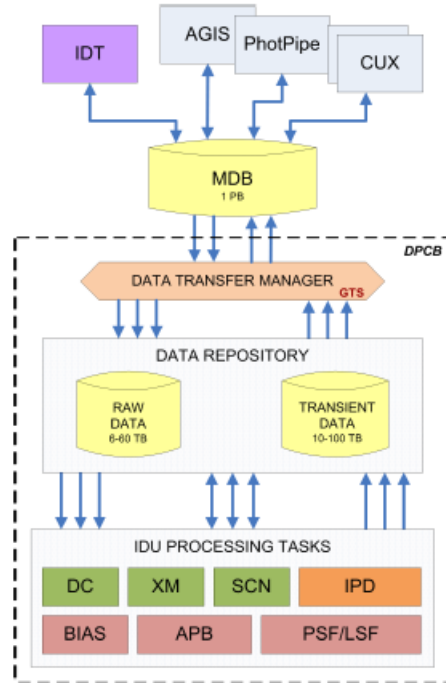 IDT
AGIS
PhotPipe
CUX
MDB
1 PB
DPCB
DATA TRANSFER MANAGER
GTS
DATA REPOSITORY
RAW
DATA
6-60 TB
TRANSIENT
DATA
10-100 TB
IDU PROCESSING TASKS
DC
XM
SCN
IPD
BIAS
APB
PSF/LSF